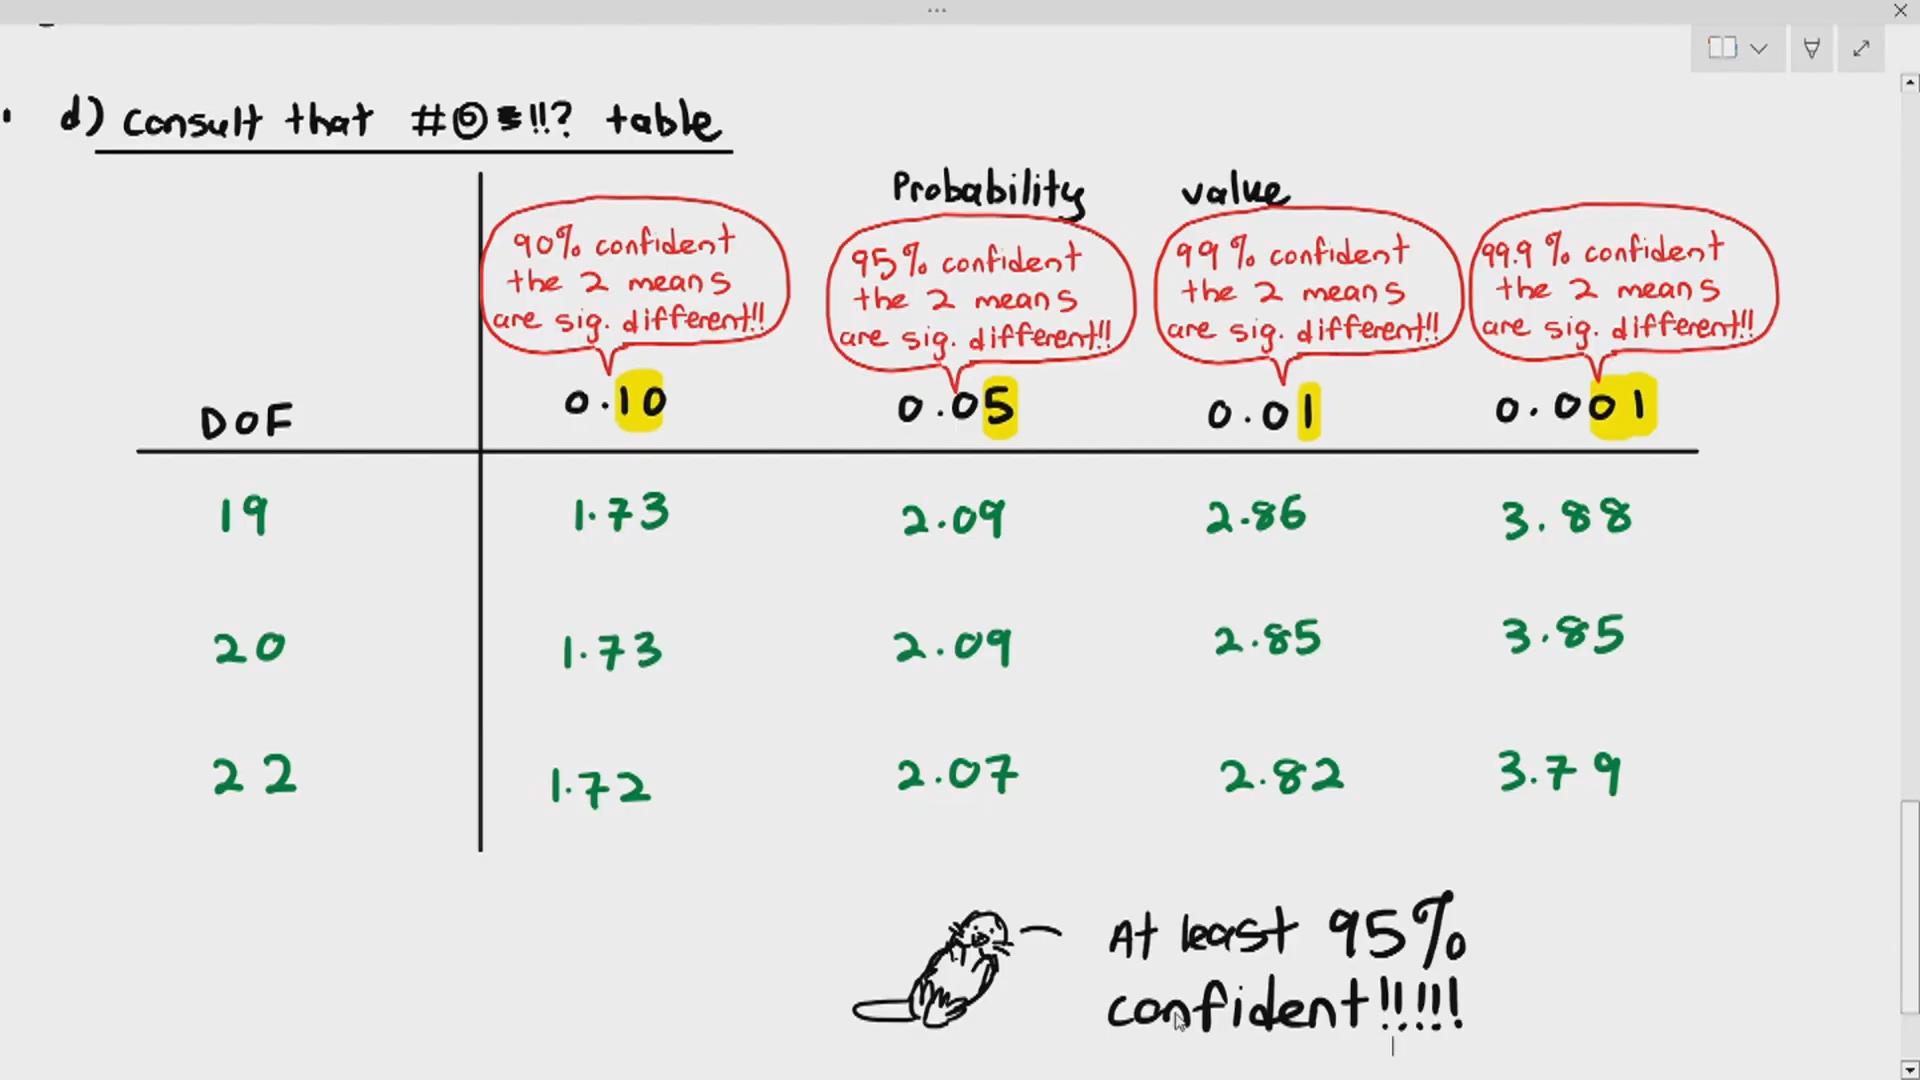 d) consult that #@*!!? table
Probability value
90% confident
the 2 means
are sig. different!!
95% confident
the 2 means
are sig. different!!
99% confident
the 2 means
are sig. different!!
99.9% confident
the 2 means
are sig. different!!
DOF 0.10 0.05 0.01 0.001
19 1.73 2.09 2.86 3.88
20 1.73 2.09 2.85 3.85
22 1.72 2.07 2.82 3.79
At least 95%
confident!!!!!